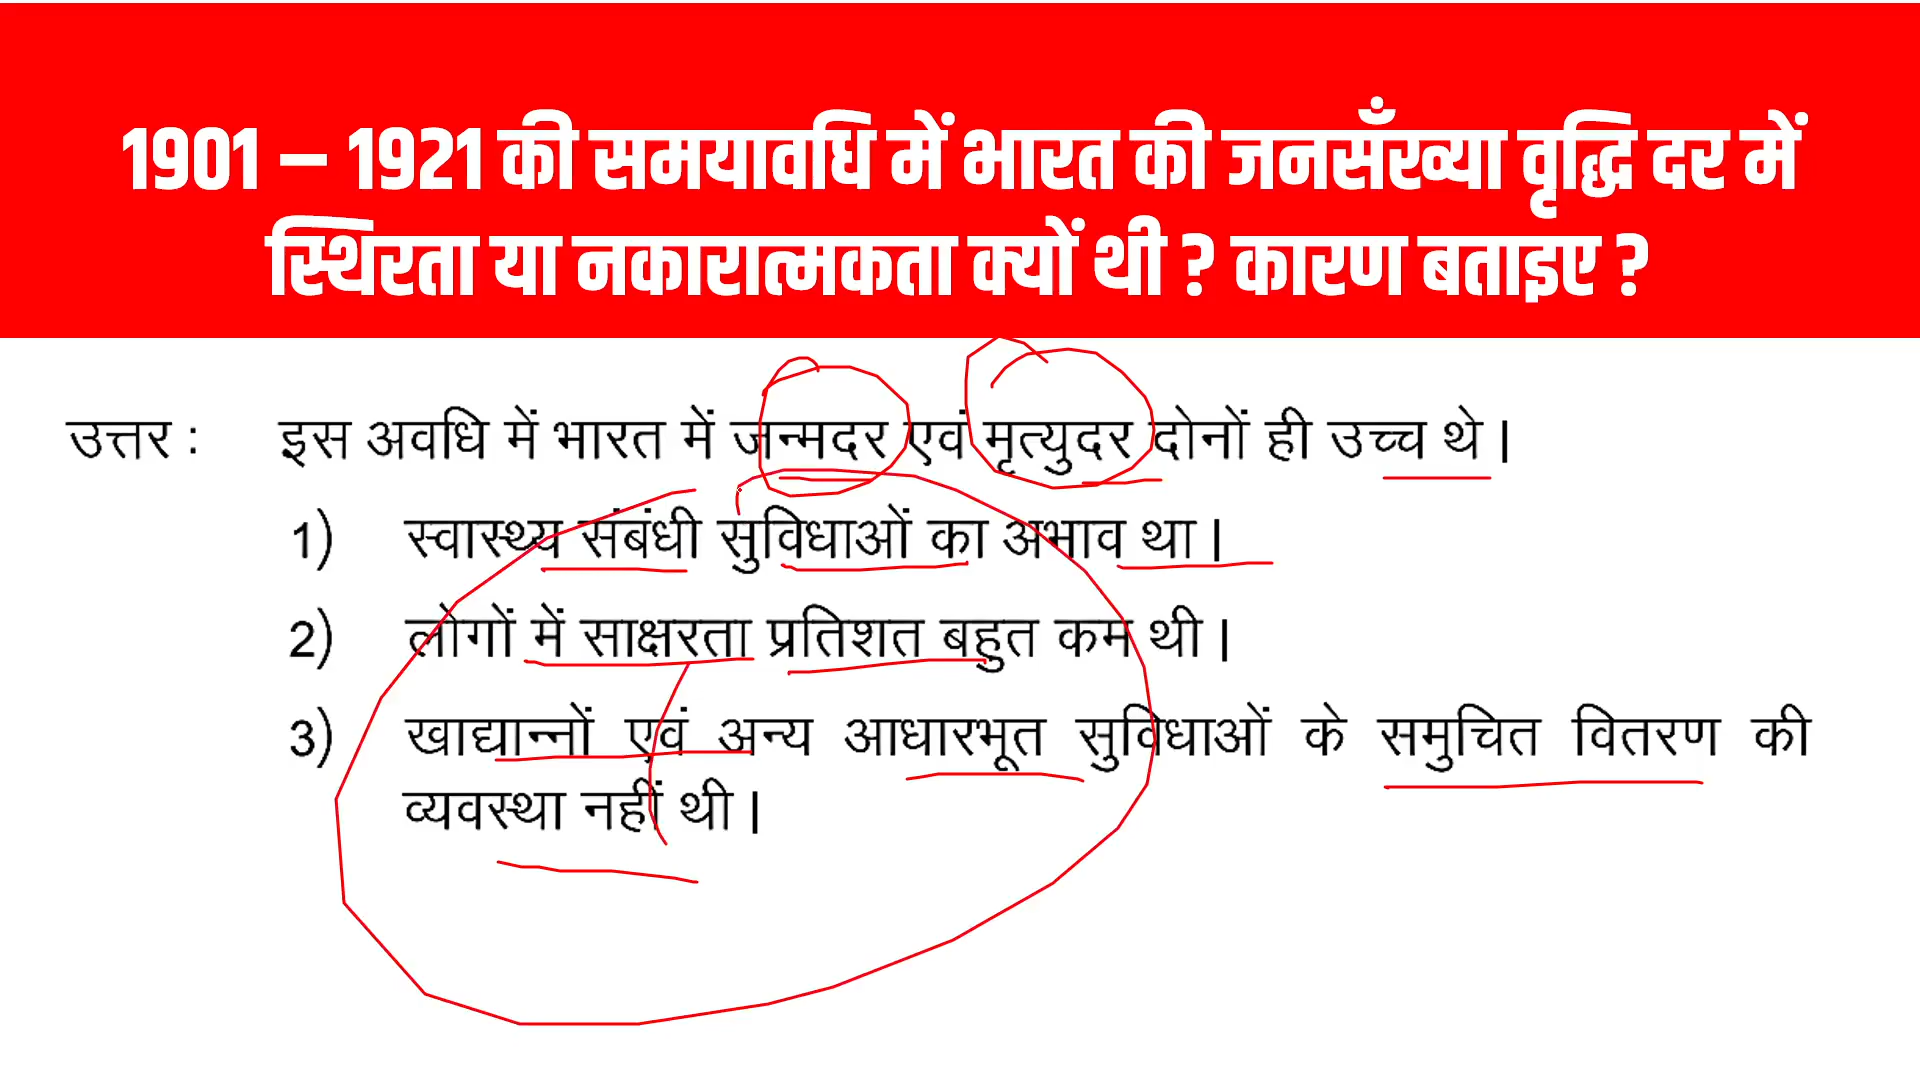 1901 – 1921 की समयावधि में भारत की जनसँख्या वृद्धि दर में
स्थिरता या नकारात्मकता क्यों थी ? कारण बताइए ?
उत्तर : इस अवधि में भारत में जन्मदर एवं मृत्युदर दोनों ही उच्च थे।
1) स्वास्थ्य संबंधी सुविधाओं का अभाव था।
2) लोगों में साक्षरता प्रतिशत बहुत कम थी।
3) खाद्यान्नों एवं अन्य आधारभूत सुविधाओं के समुचित वितरण की
व्यवस्था नहीं थी।